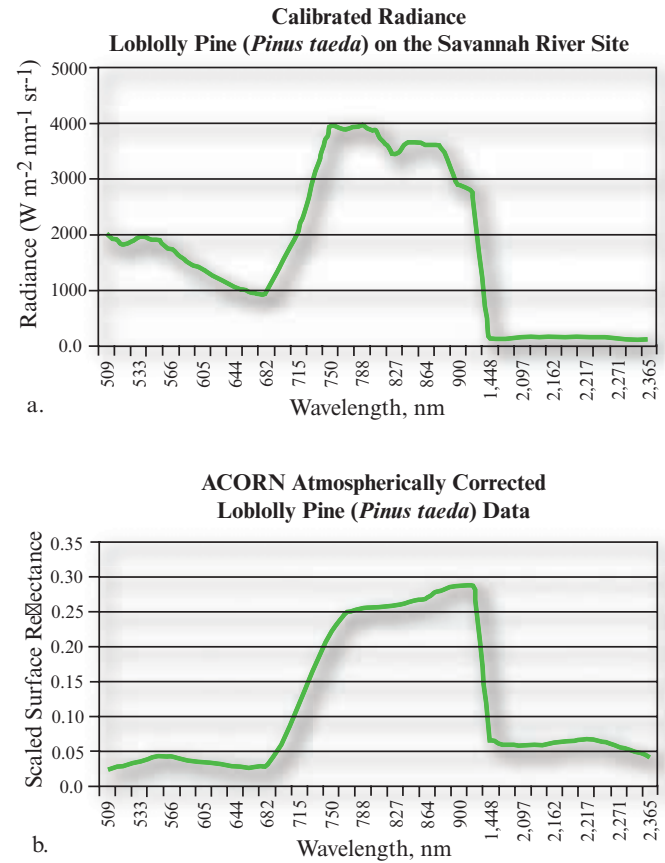 Calibrated Radiance
Loblolly Pine (Pinus taeda) on the Savannah River Site
Radiance (W m-2 nm-1 sr-1)
5000
4000
3000
2000
1000
0.0
509 533 566 605 644 682 715 750 788 827 864 900 1,448 2,097 2,162 2,217 2,271 2,365
a.
Wavelength, nm
ACORN Atmospherically Corrected
Loblolly Pine (Pinus taeda) Data
Scaled Surface Re☒ectance
0.35
0.30
0.25
0.20
0.15
0.10
0.05
0.0
509 533 566 605 644 682 715 750 788 827 864 900 1,448 2,097 2,162 2,217 2,271 2,365
b.
Wavelength, nm